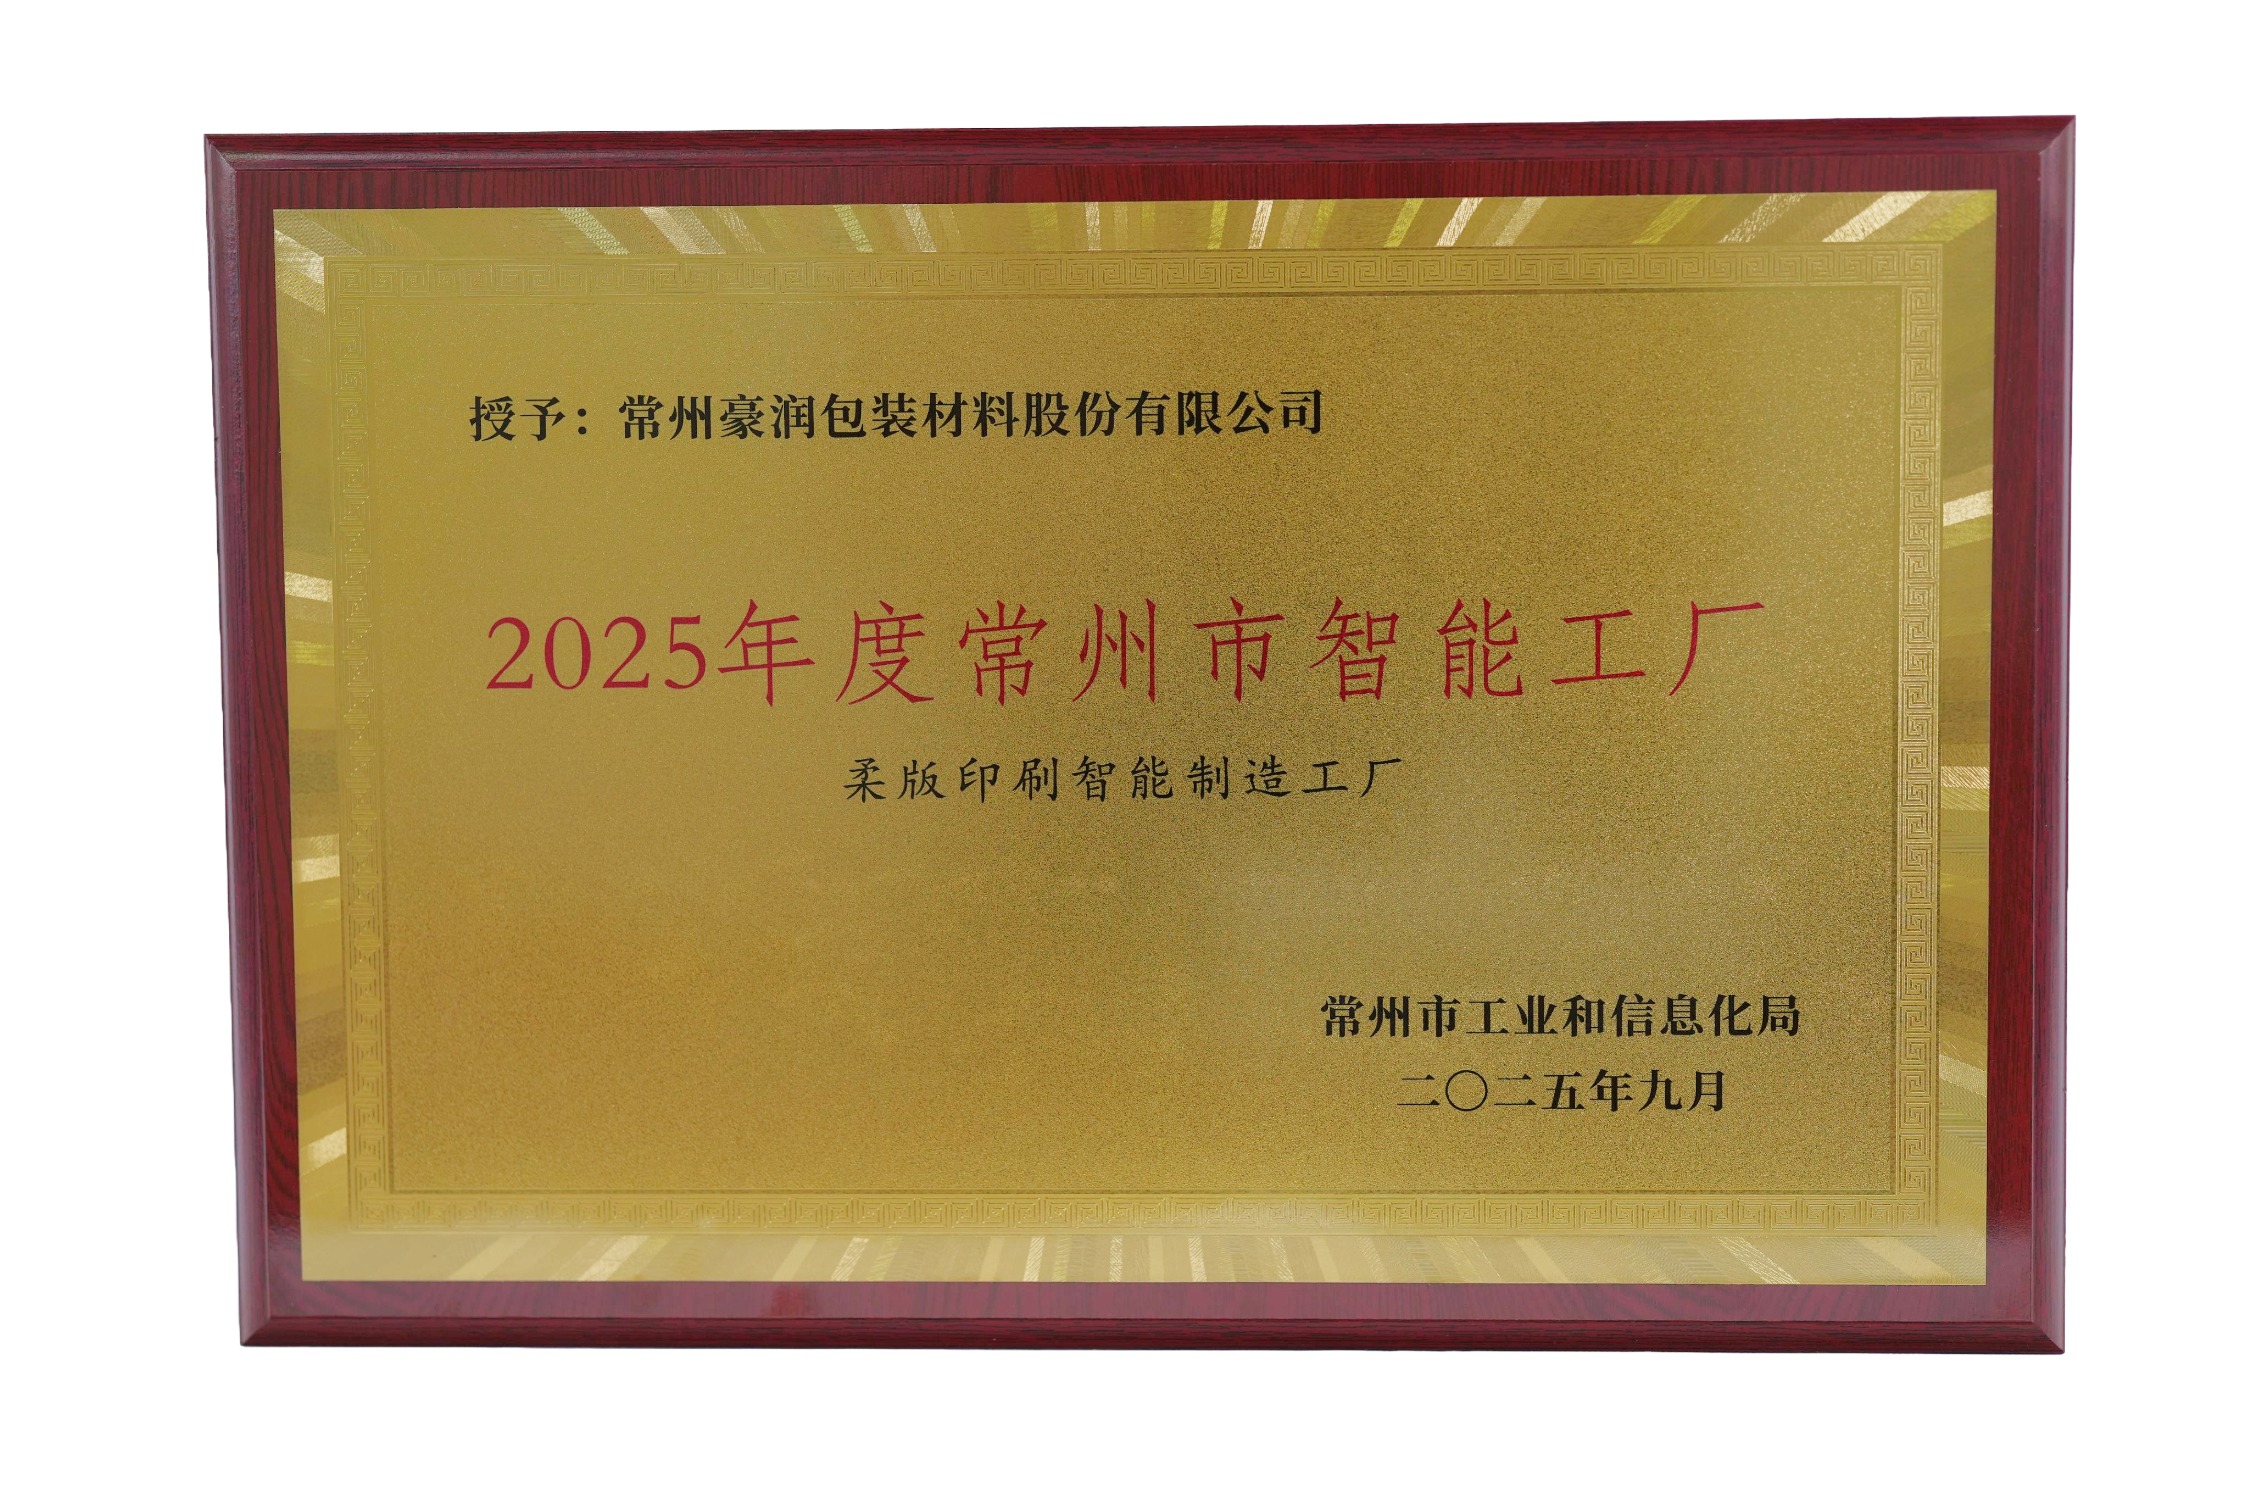 授予：常州豪润包装材料股份有限公司
2025年度常州市智能工厂
柔版印刷智能制造工厂
常州市工业和信息化局
二〇二五年九月